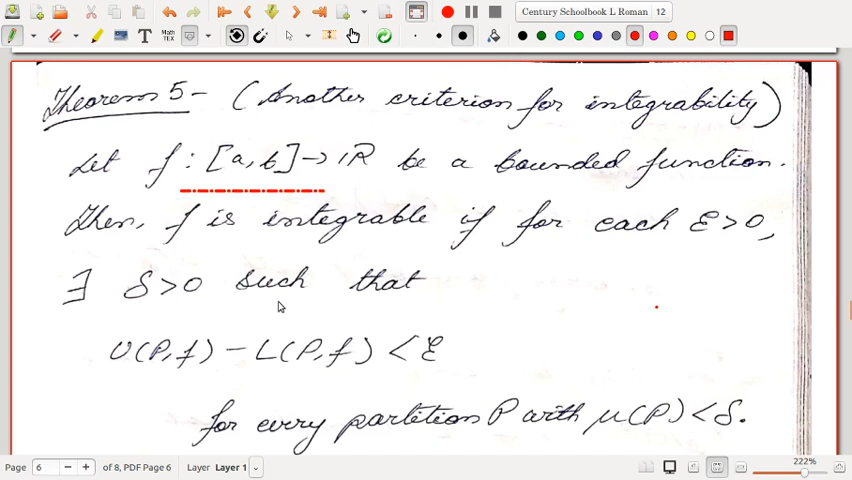 Century Schoolbook L Roman 12
Theorem 5 - (Another criterion for integrability)
Let f : [a, b] → IR be a bounded function.
Then, f is integrable if for each ε > 0,
∃ δ > 0 such that
U(P, f) - L(P, f) < ε
for every partition P with μ(P) < δ.
Page 6 of 8, PDF Page 6 Layer Layer 1 222%